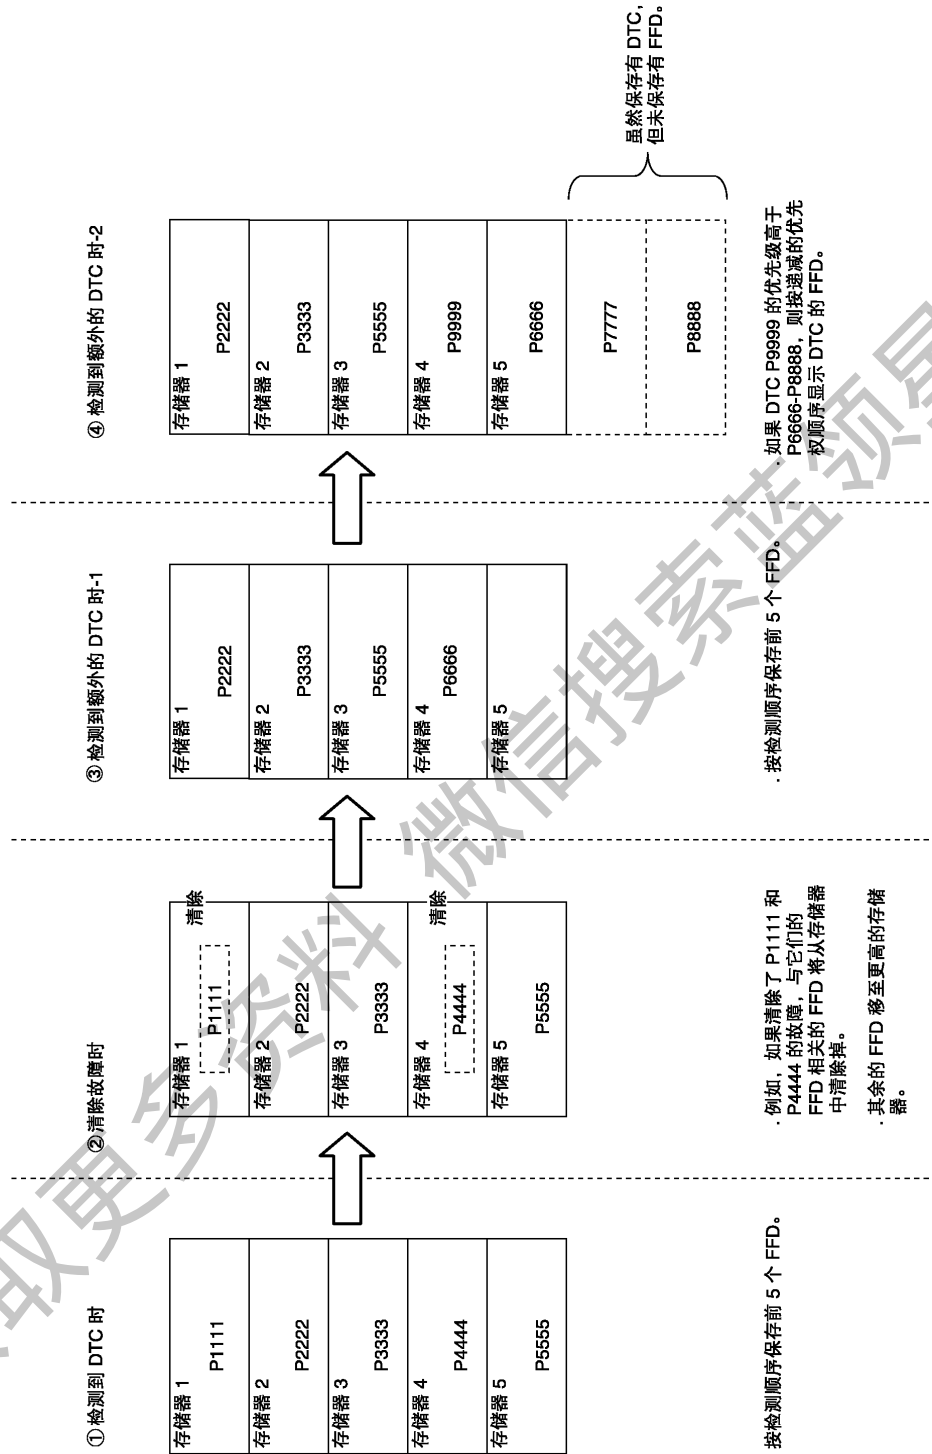 ① 检测到 DTC 时
存储器 1
P1111
存储器 2
P2222
存储器 3
P3333
存储器 4
P4444
存储器 5
P5555
按检测顺序保存前 5 个 FFD。
② 清除故障时
存储器 1
P1111
清除
存储器 2
P2222
存储器 3
P3333
存储器 4
P4444
清除
存储器 5
P5555
. 例如，如果清除了 P1111 和
P4444 的故障，与它们的
FFD 相关的 FFD 将从存储器
中清除掉。
. 其余的 FFD 移至更高的存储
器。
③ 检测到额外的 DTC 时-1
存储器 1
P2222
存储器 2
P3333
存储器 3
P5555
存储器 4
P6666
存储器 5
. 按检测顺序保存前 5 个 FFD。
④ 检测到额外的 DTC 时-2
存储器 1
P2222
存储器 2
P3333
存储器 3
P5555
存储器 4
P9999
存储器 5
P6666
P7777
P8888
虽然保存有 DTC，
但未保存有 FFD。
. 如果 DTC P9999 的优先级高于
P6666-P8888，则按递减的优先
权顺序显示 DTC 的 FFD。
取更多资料 微信搜索蓝领星